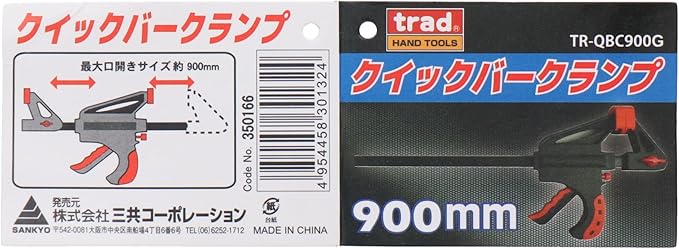 クイックバークランプ
最大口開きサイズ 約 900mm
Code No. 350166
4 954458 301324
発売元
株式会社 三共コーポレーション
SANKYO
〒542-0081大阪市中央区南船場4丁目6番6号 TEL(06)6252-1712
紙
台紙
MADE IN CHINA
trad®
HAND TOOLS
TR-QBC900G
クイックバークランプ
900mm